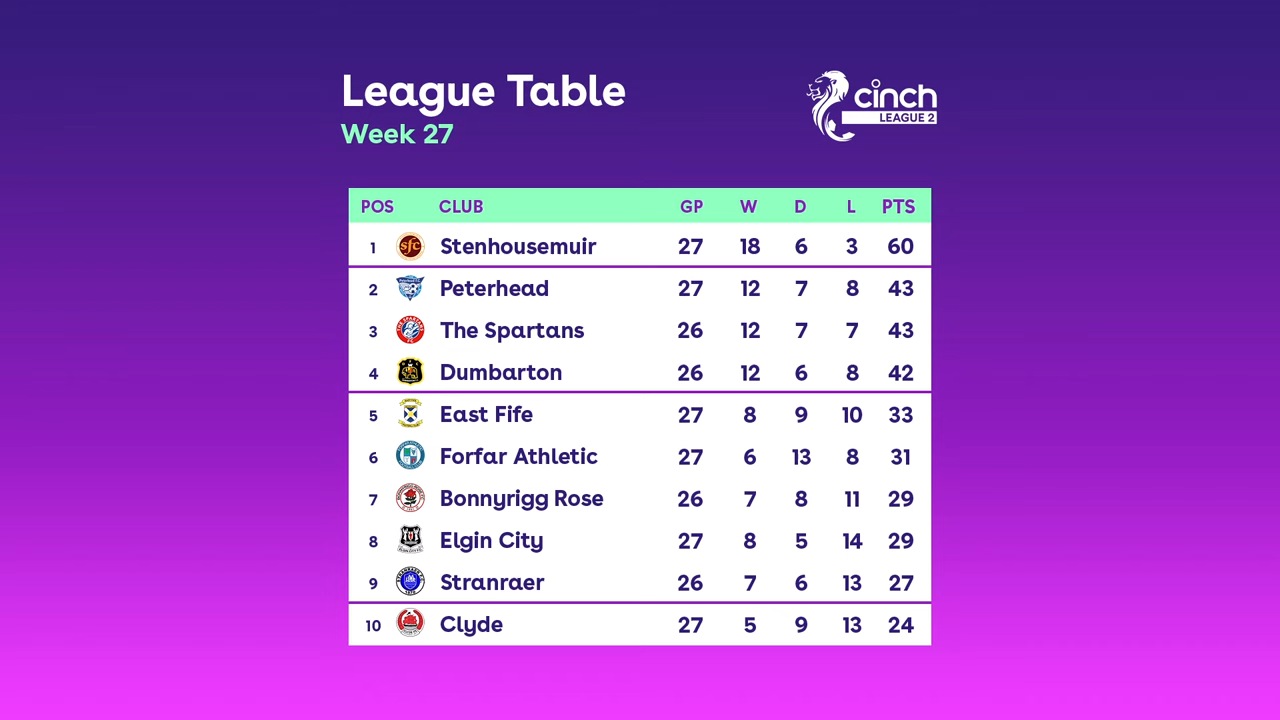 League Table
Week 27
cinch
LEAGUE 2
POS CLUB GP W D L PTS
1 sfc Stenhousemuir 27 18 6 3 60
2 Peterhead 27 12 7 8 43
3 The Spartans 26 12 7 7 43
4 Dumbarton 26 12 6 8 42
5 East Fife 27 8 9 10 33
6 Forfar Athletic 27 6 13 8 31
7 Bonnyrigg Rose 26 7 8 11 29
8 Elgin City 27 8 5 14 29
9 Stranraer 26 7 6 13 27
10 Clyde 27 5 9 13 24